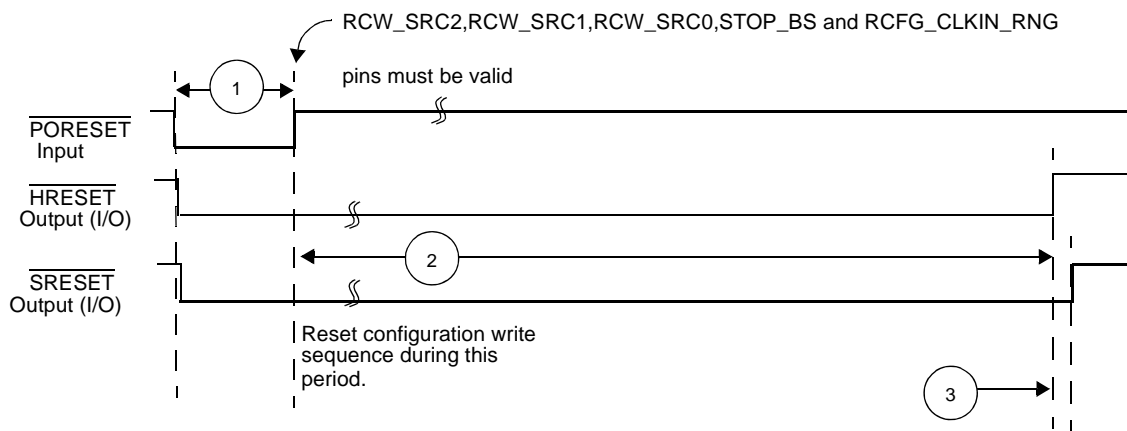 RCW_SRC2,RCW_SRC1,RCW_SRC0,STOP_BS and RCFG_CLKIN_RNG
pins must be valid
1
PORESET
Input
HRESET
Output (I/O)
2
SRESET
Output (I/O)
Reset configuration write
sequence during this
period.
3